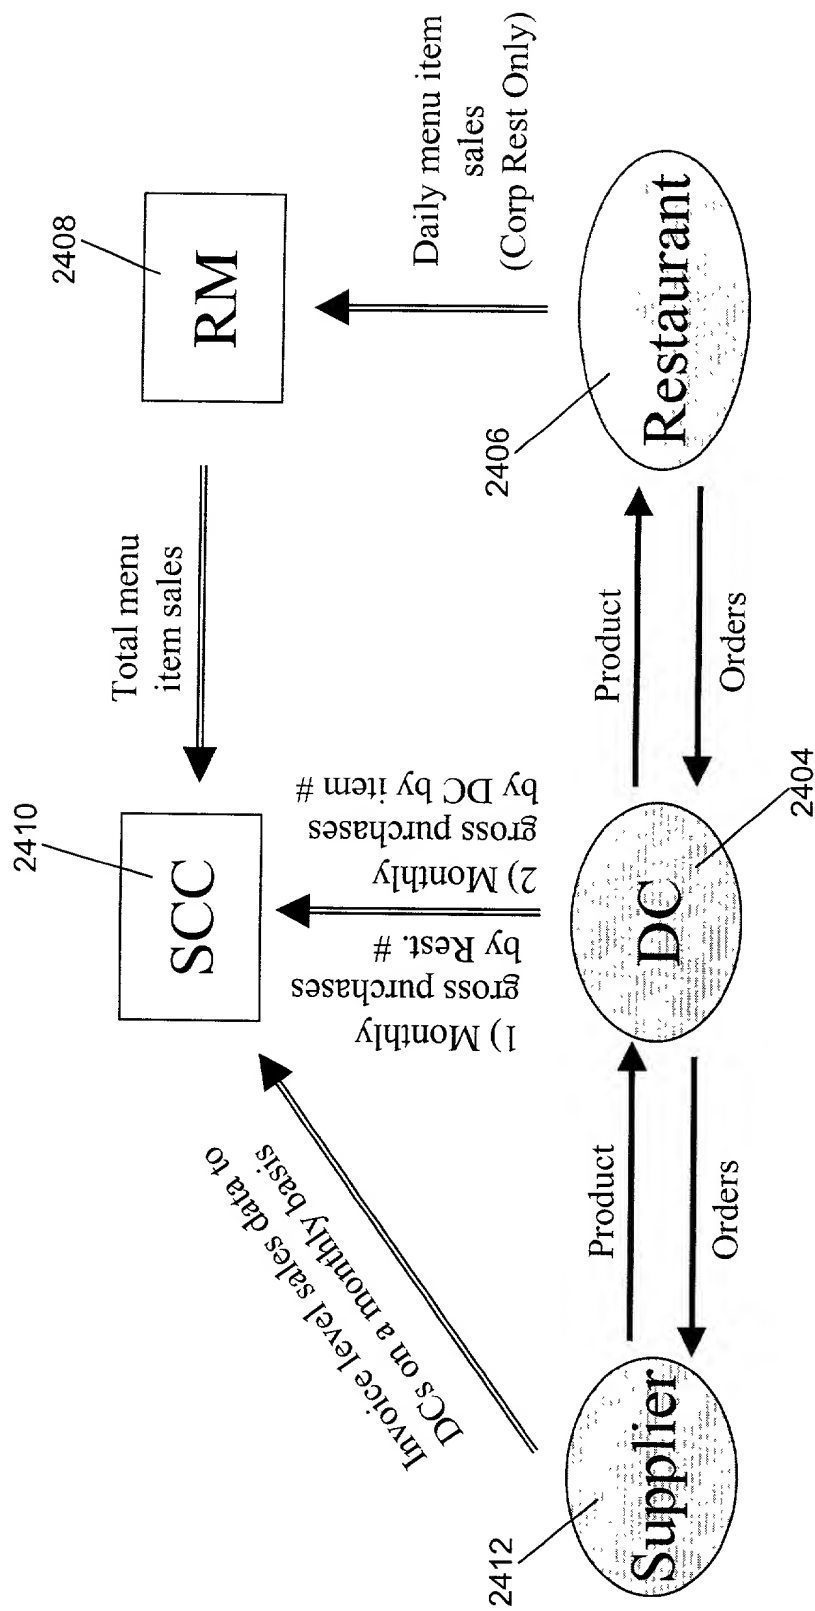 2410
SCC
Total menu
item sales
2408
RM
Invoice level sales data to
DCs on a monthly basis
1) Monthly
gross purchases
by Rest. #
2) Monthly
gross purchases
by DC by item #
Daily menu item
sales
(Corp Rest Only)
2412
Supplier
Product
Orders
DC
2404
Product
Orders
2406
Restaurant